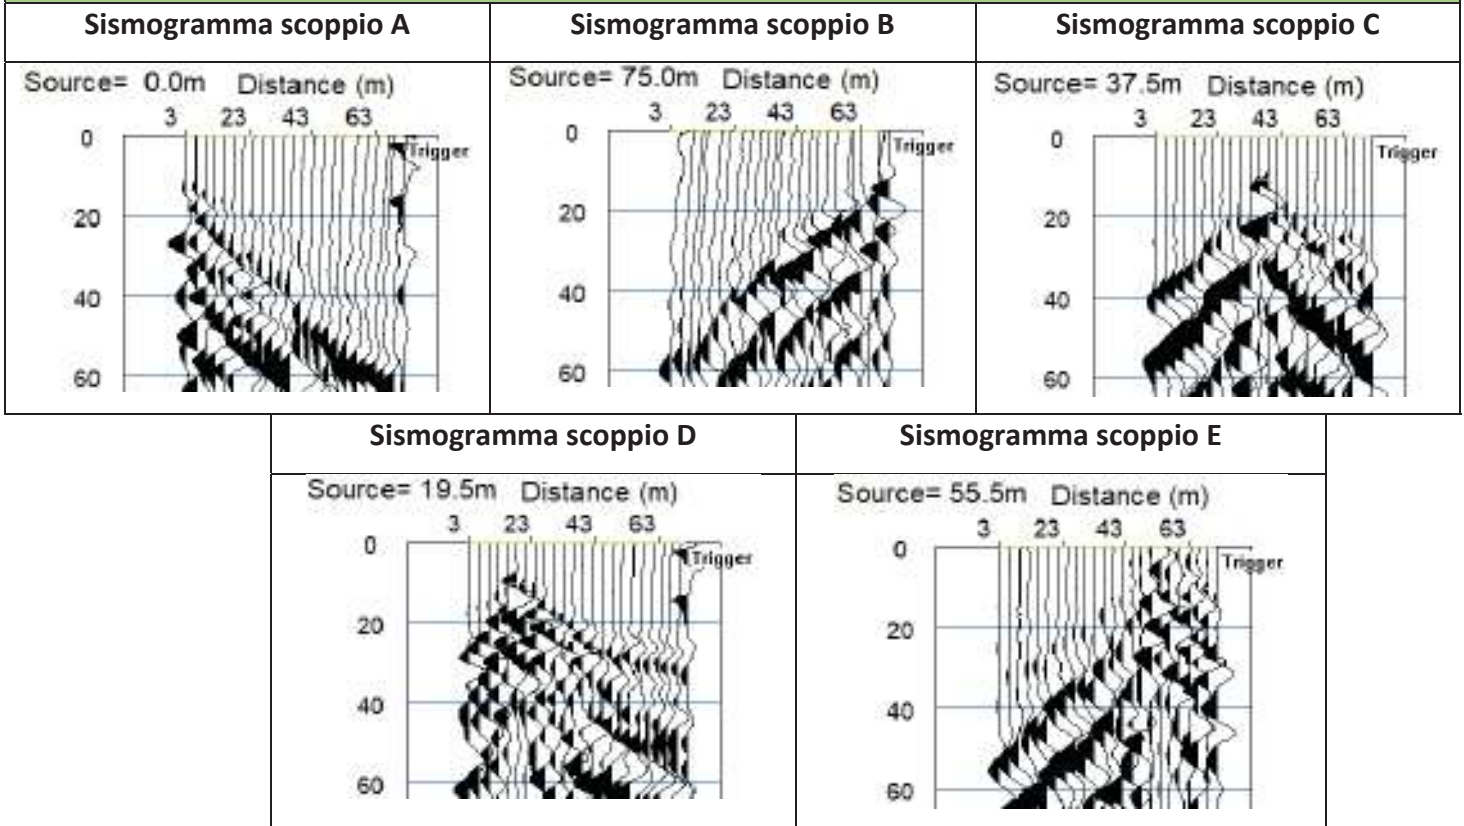 Sismogramma scoppio A
Sismogramma scoppio B
Sismogramma scoppio C
Source= 0.0m Distance (m)
3 23 43 63
0
Trigger
20
40
60
Source= 75.0m Distance (m)
3 23 43 63
0
Trigger
20
40
60
Source= 37.5m Distance (m)
3 23 43 63
0
Trigger
20
40
60
Sismogramma scoppio D
Sismogramma scoppio E
Source= 19.5m Distance (m)
3 23 43 63
0
Trigger
20
40
60
Source= 55.5m Distance (m)
3 23 43 63
0
Trigger
20
40
60